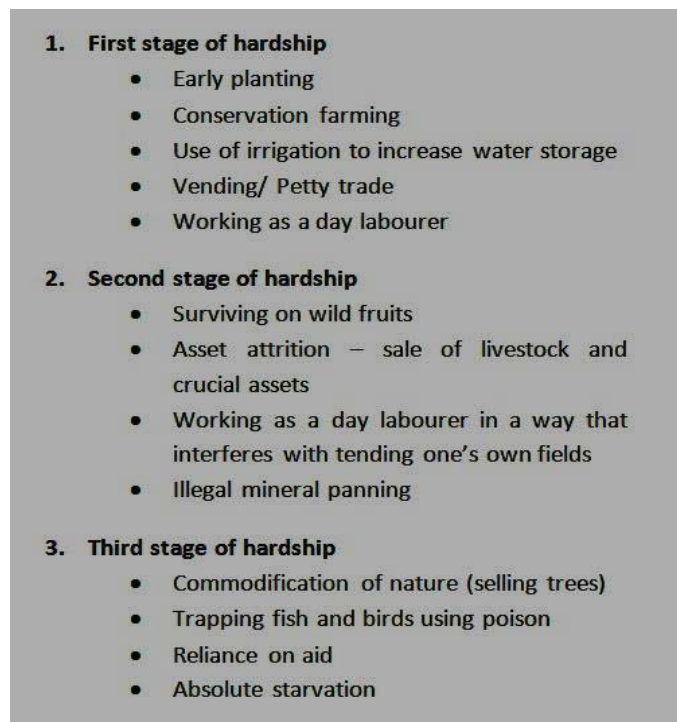 1. First stage of hardship
• Early planting
• Conservation farming
• Use of irrigation to increase water storage
• Vending/ Petty trade
• Working as a day labourer
2. Second stage of hardship
• Surviving on wild fruits
• Asset attrition – sale of livestock and
crucial assets
• Working as a day labourer in a way that
interferes with tending one's own fields
• Illegal mineral panning
3. Third stage of hardship
• Commodification of nature (selling trees)
• Trapping fish and birds using poison
• Reliance on aid
• Absolute starvation